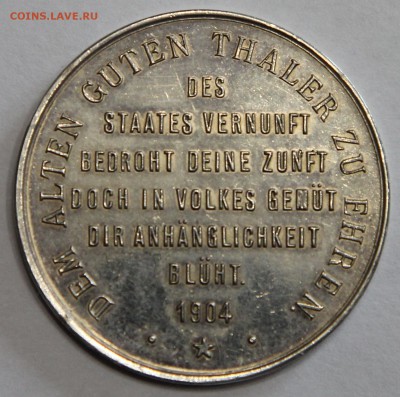 COINS.LAVE.RU
DEM ALTEN GUTEN THALER ZU EHREN.
DES
STAATES VERNUNFT
BEDROHT DEINE ZUNFT
DOCH IN VOLKES GEMÜT
DIR ANHÄNGLICHKEIT
BLÜHT.
1904